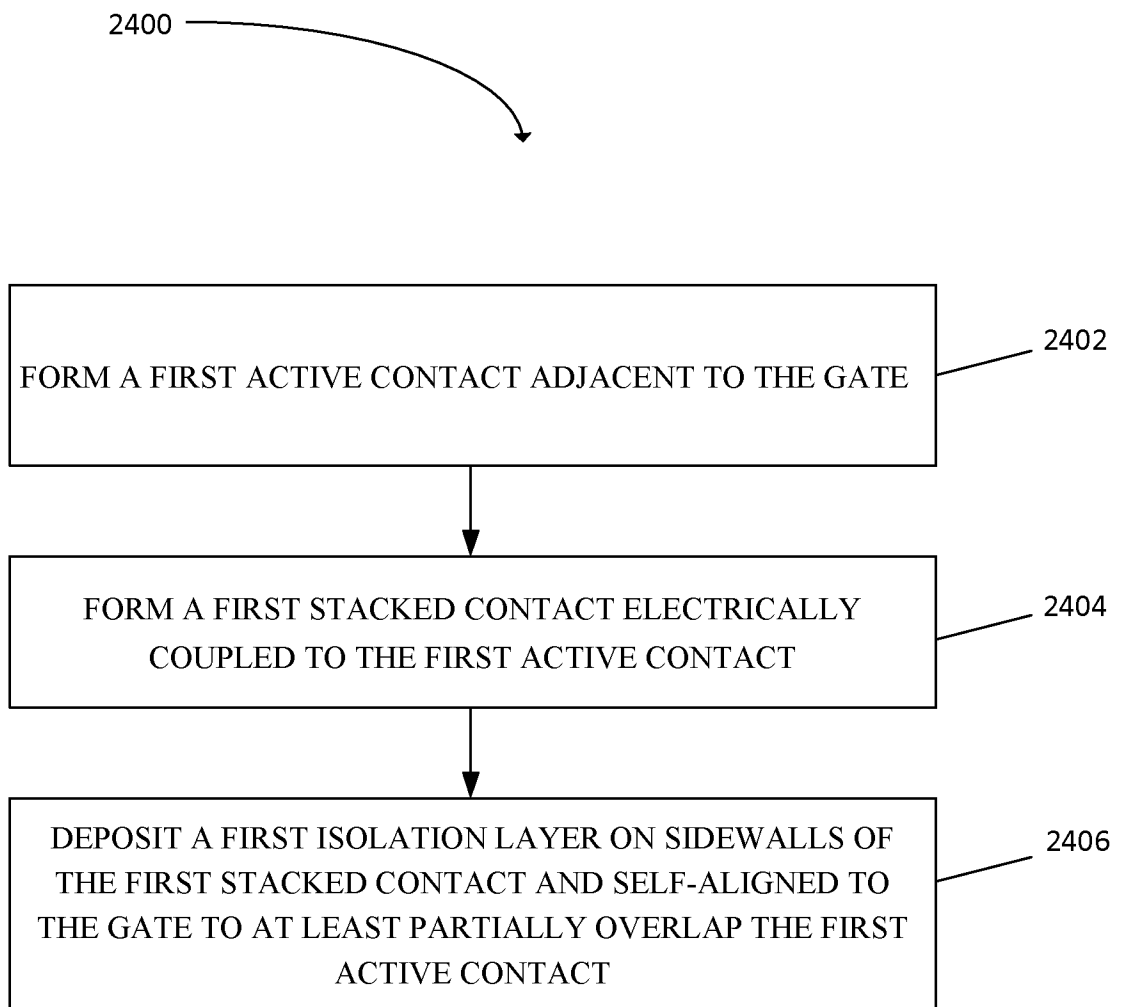 2400
2402
FORM A FIRST ACTIVE CONTACT ADJACENT TO THE GATE
2404
FORM A FIRST STACKED CONTACT ELECTRICALLY
COUPLED TO THE FIRST ACTIVE CONTACT
2406
DEPOSIT A FIRST ISOLATION LAYER ON SIDEWALLS OF
THE FIRST STACKED CONTACT AND SELF-ALIGNED TO
THE GATE TO AT LEAST PARTIALLY OVERLAP THE FIRST
ACTIVE CONTACT